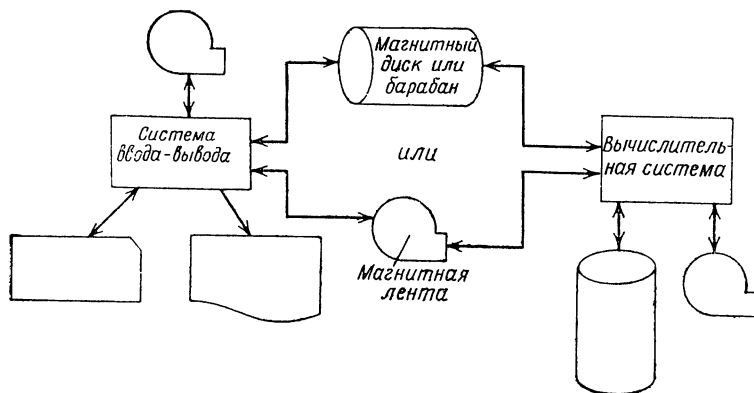 Магнитный
диск или
барабан
Система
ввода-вывода
или
Вычислитель-
ная система
Магнитная
лента